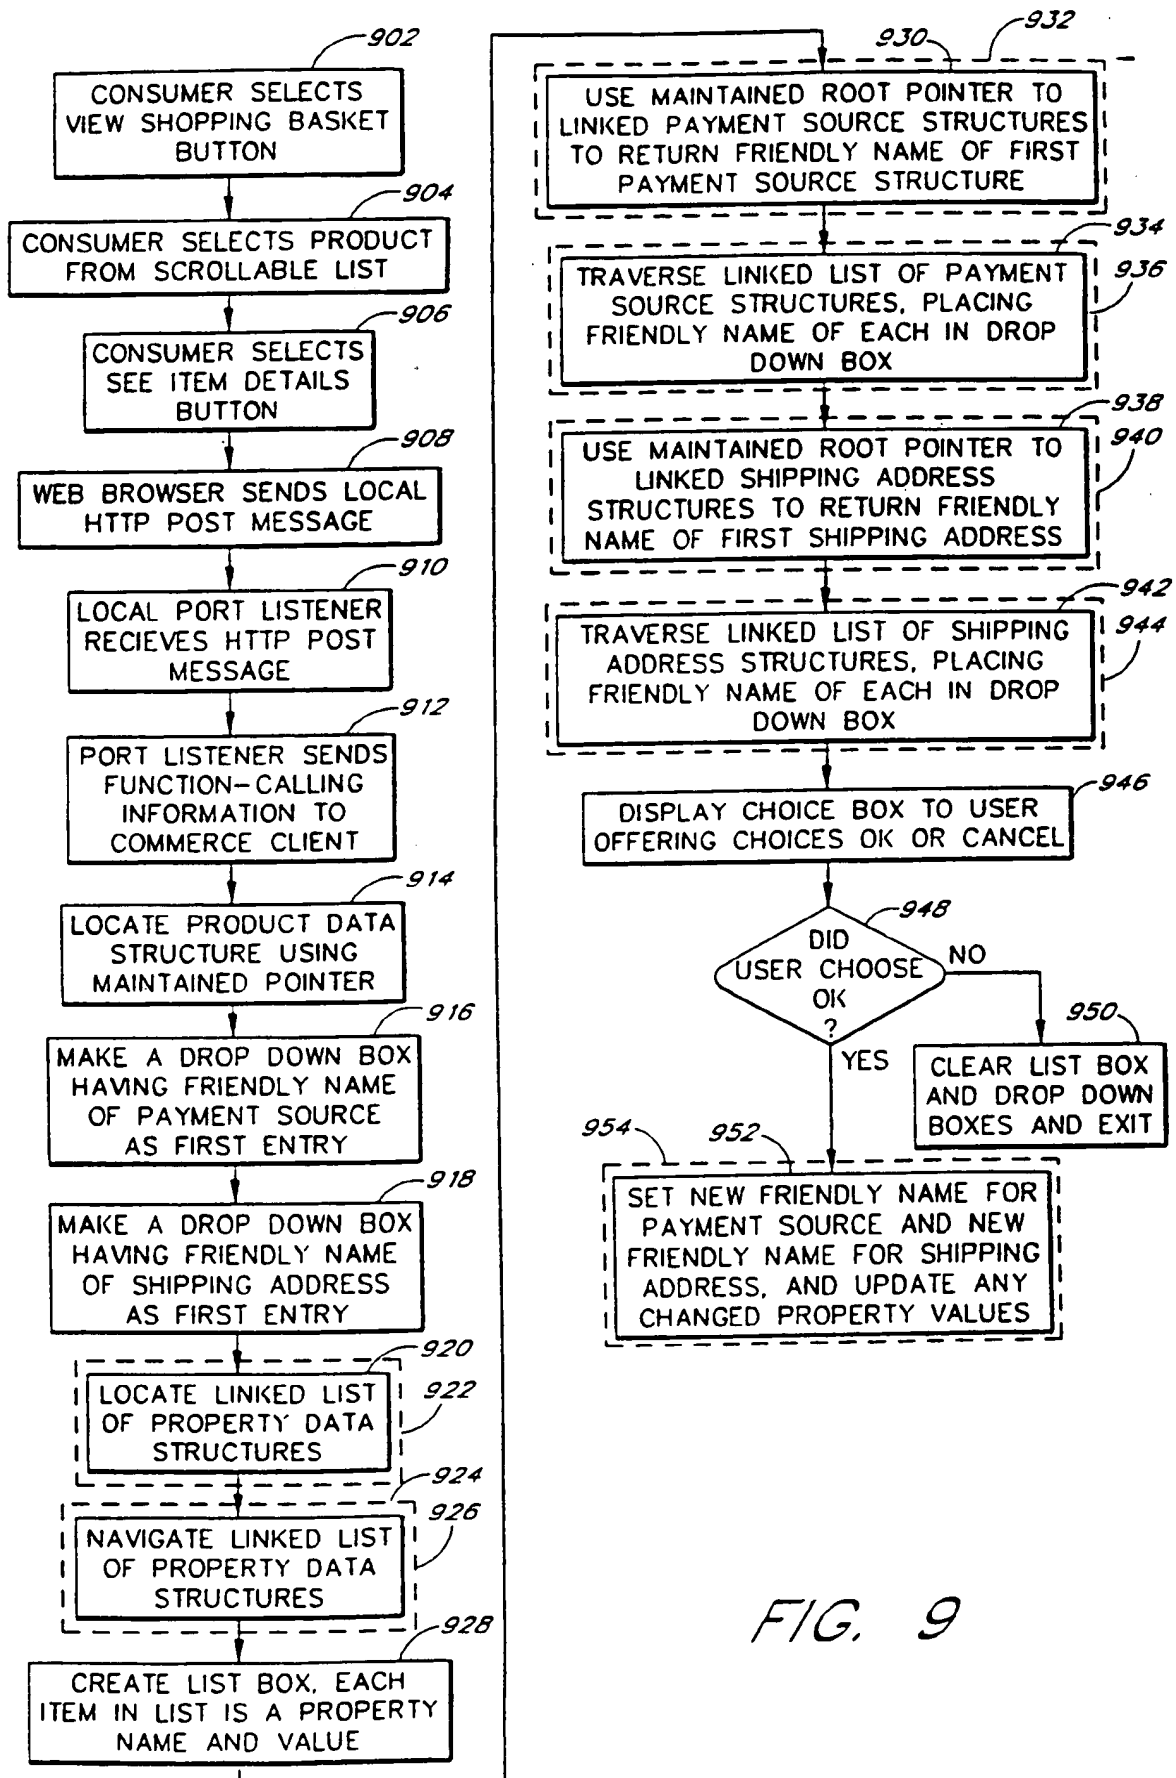 902
CONSUMER SELECTS
VIEW SHOPPING BASKET
BUTTON
904
CONSUMER SELECTS PRODUCT
FROM SCROLLABLE LIST
906
CONSUMER SELECTS
SEE ITEM DETAILS
BUTTON
908
WEB BROWSER SENDS LOCAL
HTTP POST MESSAGE
910
LOCAL PORT LISTENER
RECIEVES HTTP POST
MESSAGE
912
PORT LISTENER SENDS
FUNCTION-CALLING
INFORMATION TO
COMMERCE CLIENT
914
LOCATE PRODUCT DATA
STRUCTURE USING
MAINTAINED POINTER
916
MAKE A DROP DOWN BOX
HAVING FRIENDLY NAME
OF PAYMENT SOURCE
AS FIRST ENTRY
918
MAKE A DROP DOWN BOX
HAVING FRIENDLY NAME
OF SHIPPING ADDRESS
AS FIRST ENTRY
920
922
LOCATE LINKED LIST
OF PROPERTY DATA
STRUCTURES
924
926
NAVIGATE LINKED LIST
OF PROPERTY DATA
STRUCTURES
928
CREATE LIST BOX, EACH
ITEM IN LIST IS A PROPERTY
NAME AND VALUE
930
932
USE MAINTAINED ROOT POINTER TO
LINKED PAYMENT SOURCE STRUCTURES
TO RETURN FRIENDLY NAME OF FIRST
PAYMENT SOURCE STRUCTURE
934
936
TRAVERSE LINKED LIST OF PAYMENT
SOURCE STRUCTURES, PLACING
FRIENDLY NAME OF EACH IN DROP
DOWN BOX
938
940
USE MAINTAINED ROOT POINTER TO
LINKED SHIPPING ADDRESS
STRUCTURES TO RETURN FRIENDLY
NAME OF FIRST SHIPPING ADDRESS
942
944
TRAVERSE LINKED LIST OF SHIPPING
ADDRESS STRUCTURES, PLACING
FRIENDLY NAME OF EACH IN DROP
DOWN BOX
946
DISPLAY CHOICE BOX TO USER
OFFERING CHOICES OK OR CANCEL
948
DID
USER CHOOSE
OK
?
NO
YES
950
CLEAR LIST BOX
AND DROP DOWN
BOXES AND EXIT
954
952
SET NEW FRIENDLY NAME FOR
PAYMENT SOURCE AND NEW
FRIENDLY NAME FOR SHIPPING
ADDRESS, AND UPDATE ANY
CHANGED PROPERTY VALUES
FIG. 9